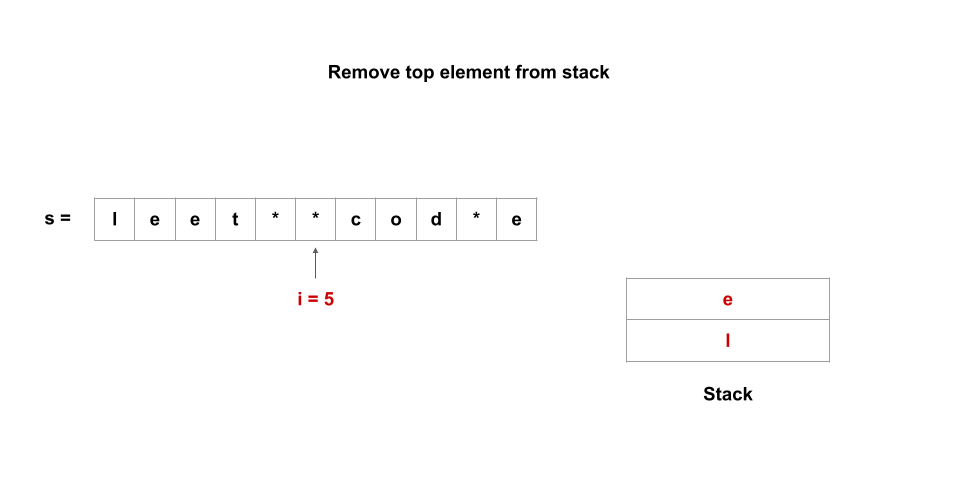 Remove top element from stack
s = l e e t * * c o d * e
i = 5
e
l
Stack